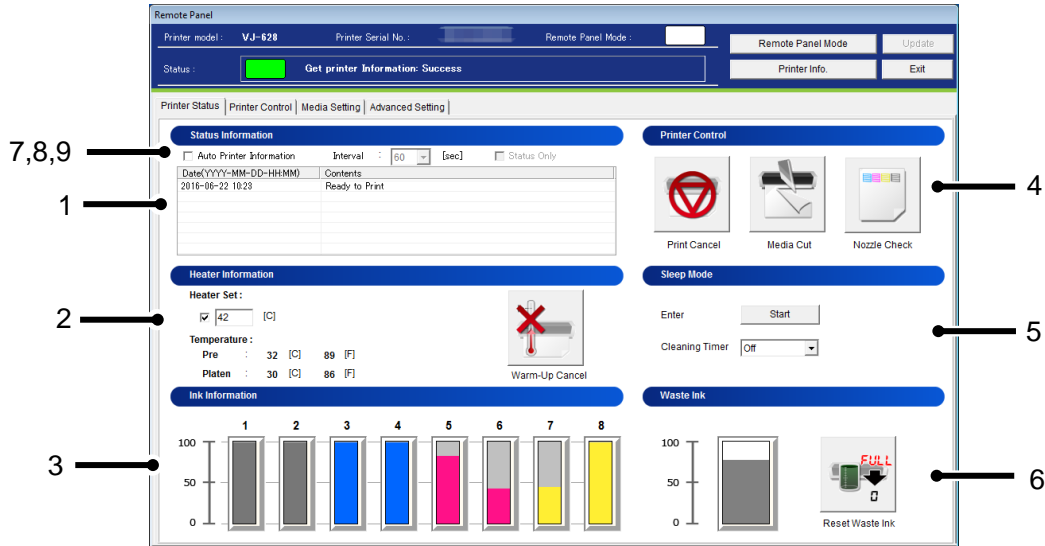 Remote Panel
Printer model : VJ-628 Printer Serial No. : Remote Panel Mode :
Remote Panel Mode Update
Status : Get printer Information: Success
Printer Info. Exit
Printer Status Printer Control Media Setting Advanced Setting
Status Information Printer Control
7,8,9
Auto Printer Information Interval : 60 [sec] Status Only
Date(YYYY-MM-DD-HH:MM) Contents
2016-06-22 10:23 Ready to Print
1
4
Print Cancel Media Cut Nozzle Check
Heater Information Sleep Mode
Heater Set :
2
42 [C]
Enter Start
5
Temperature :
Pre : 32 [C] 89 [F]
Cleaning Timer Off
Platen : 30 [C] 86 [F]
Warm-Up Cancel
Ink Information Waste Ink
1 2 3 4 5 6 7 8
100 100
3
FULL
50 50
6
0
0 0
Reset Waste Ink